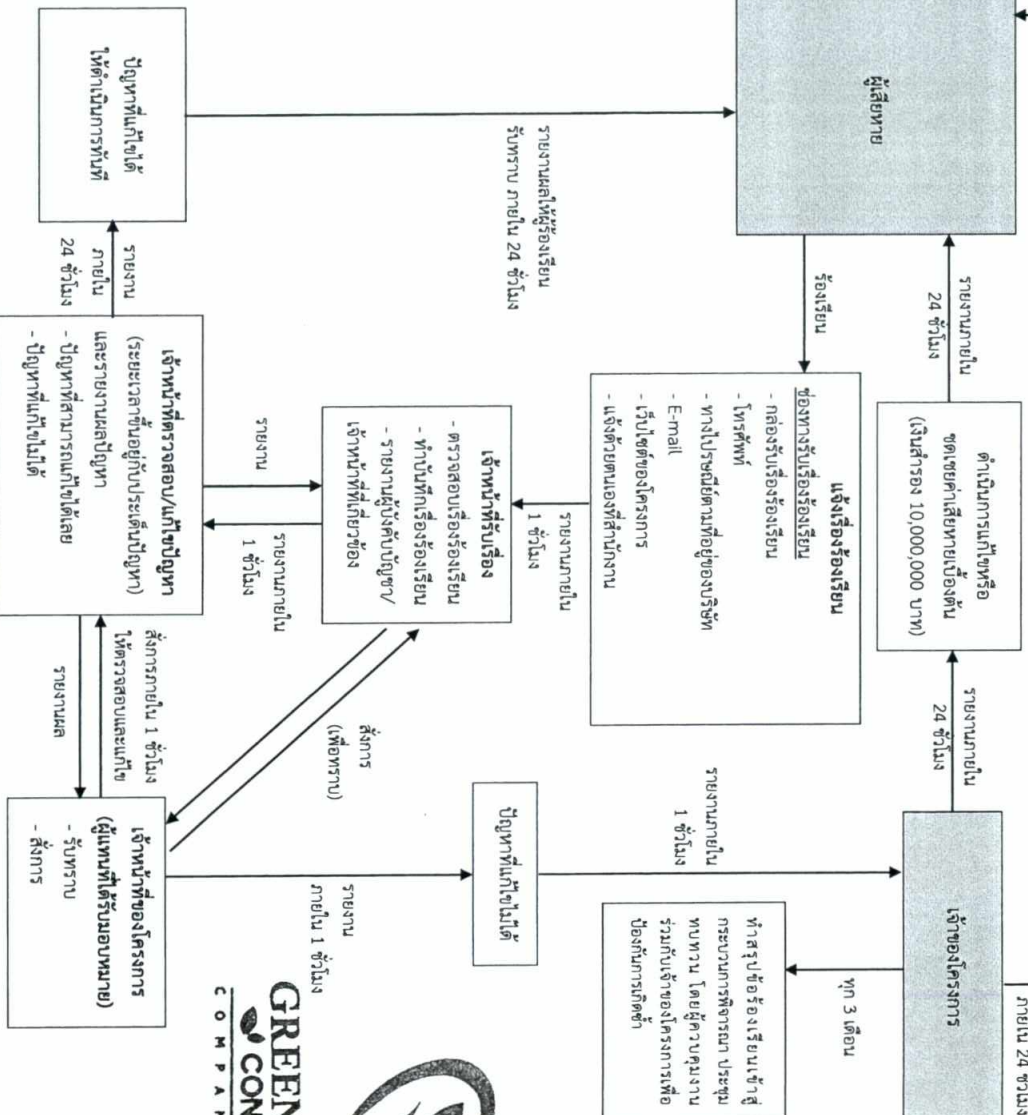 ภายใน 24 ชั่วโมง
ผู้เสียหาย
รายงานภายใน
24 ชั่วโมง
ดำเนินการแก้ไขหรือ
ชดเชยค่าเสียหายเบื้องต้น
(เงินสำรอง 10,000,000 บาท)
รายงานภายใน
24 ชั่วโมง
เจ้าของโครงการ
ร้องเรียน
แจ้งเรื่องร้องเรียน
ช่องทางรับเรื่องร้องเรียน
- กล่องรับเรื่องร้องเรียน
- โทรศัพท์
- ทางไปรษณีย์ตามที่อยู่ของบริษัท
- E-mail
- เว็บไซต์ของโครงการ
- แจ้งด้วยตนเองที่สำนักงาน
ทุก 3 เดือน
ทำสรุปข้อร้องเรียนเข้าสู่
กระบวนการพิจารณา ประชุม
ทบทวน โดยผู้ควบคุมงาน
ร่วมกับเจ้าของโครงการเพื่อ
ป้องกันการเกิดซ้ำ
รายงานภายใน
1 ชั่วโมง
รายงานภายใน
1 ชั่วโมง
รายงานผลให้ผู้ร้องเรียน
รับทราบ ภายใน 24 ชั่วโมง
เจ้าหน้าที่รับเรื่อง
- ตรวจสอบเรื่องร้องเรียน
- ทำบันทึกเรื่องร้องเรียน
- รายงานผู้บังคับบัญชา/
เจ้าหน้าที่ที่เกี่ยวข้อง
สั่งการ
(เพื่อทราบ)
ปัญหาที่แก้ไขไม่ได้
รายงาน
รายงานภายใน
1 ชั่วโมง
รายงาน
ภายใน 1 ชั่วโมง
ปัญหาที่แก้ไขได้
ให้ดำเนินการทันที
รายงาน
ภายใน
24 ชั่วโมง
เจ้าหน้าที่ตรวจสอบ/แก้ไขปัญหา
(ระยะเวลาขึ้นอยู่กับประเด็นปัญหา)
และรายงานผลปัญหา
- ปัญหาที่สามารถแก้ไขได้เลย
- ปัญหาที่แก้ไขไม่ได้
สั่งการภายใน 1 ชั่วโมง
ให้ตรวจสอบและแก้ไข
รายงานผล
เจ้าหน้าที่ของโครงการ
(ผู้แทนที่ได้รับมอบหมาย)
- รับทราบ
- สั่งการ
GREEN
CON
COMPA